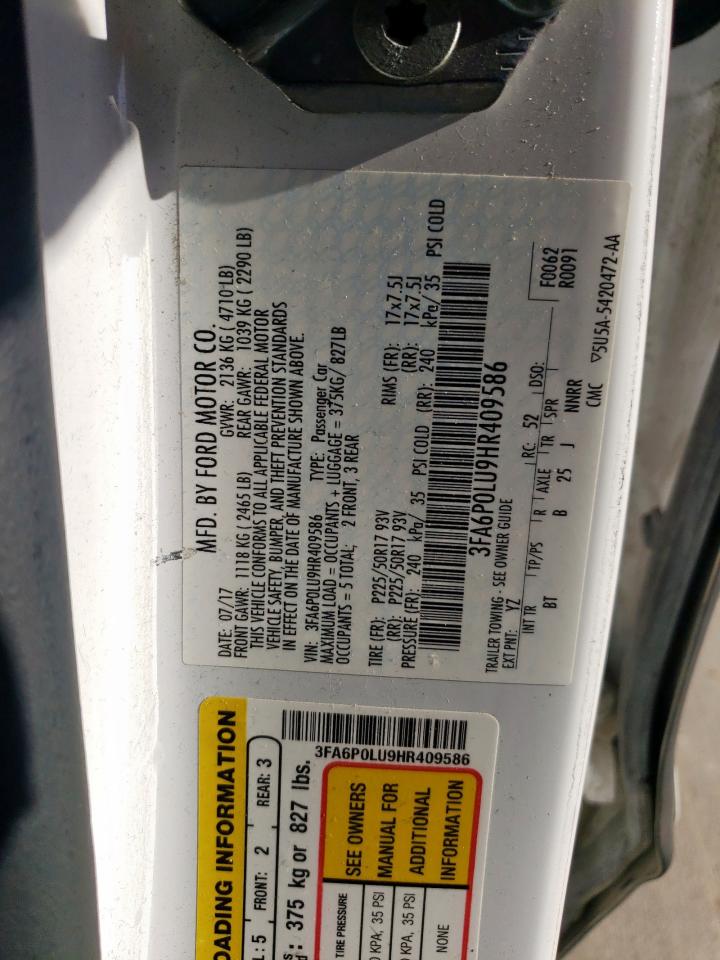 MFD. BY FORD MOTOR CO.
DATE: 07/17 GVWR: 2136 KG ( 4710-LB)
FRONT GAWR: 1118 KG ( 2465 LB) REAR GAWR: 1039 KG ( 2290 LB)
THIS VEHICLE CONFORMS TO ALL APPLICABLE FEDERAL MOTOR
VEHICLE SAFETY, BUMPER, AND THEFT PREVENTION STANDARDS
IN EFFECT ON THE DATE OF MANUFACTURE SHOWN ABOVE.
VIN: 3FA6P0LU9HR409586 TYPE: Passenger Car
MAXIMUM LOAD = OCCUPANTS + LUGGAGE = 375KG/ 827LB
OCCUPANTS = 5 TOTAL; 2 FRONT, 3 REAR
TIRE (FR): P225/50R17 93V RIMS (FR): 17x7.5J
(RR): P225/50R17 93V (RR): 17x7.5J
PRESSURE (FR): 240 kPa/ 35 PSI COLD (RR): 240 kPa/ 35 PSI COLD
3FA6P0LU9HR409586
TRAILER TOWING - SEE OWNER GUIDE
EXT PNT: YZ RC: 52 DSO: F0062
R0091
INT TR TP/PS R AXLE TR SPR
BT B 25 J NNRR
CMC ▽5U5A-5420472-AA
OADING INFORMATION
L: 5 FRONT: 2 REAR: 3
375 kg or 827 lbs.
3FA6P0LU9HR409586
TIRE PRESSURE
0 KPA, 35 PSI
0 KPA, 35 PSI
NONE
SEE OWNERS
MANUAL FOR
ADDITIONAL
INFORMATION